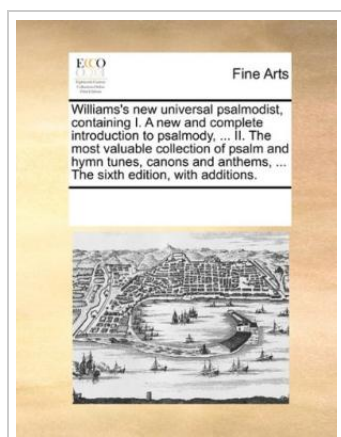 ECCO
Fine Arts
Williams's new universal psalmodist,
containing I. A new and complete
introduction to psalmody, ... II. The
most valuable collection of psalm and
hymn tunes, canons and anthems, ...
The sixth edition, with additions.